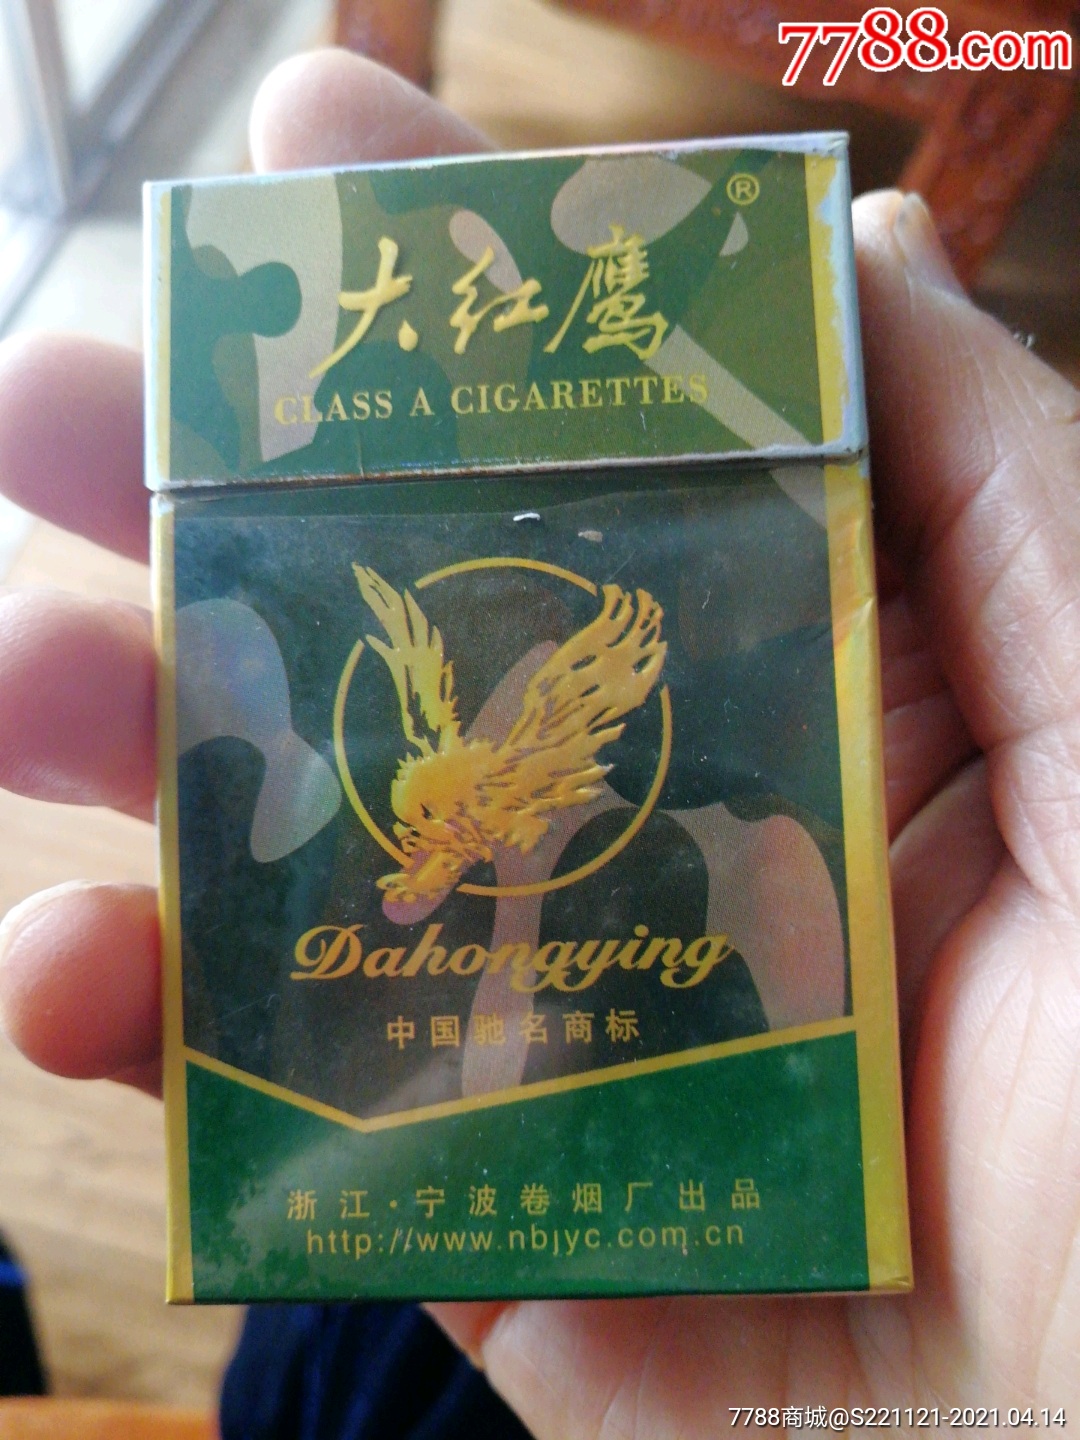 7788.com
®
大红鹰
CLASS A CIGARETTES
Dahongying
中国驰名商标
浙江·宁波卷烟厂出品
http://www.nbjyc.com.cn
7788商城@S221121-2021.04.14